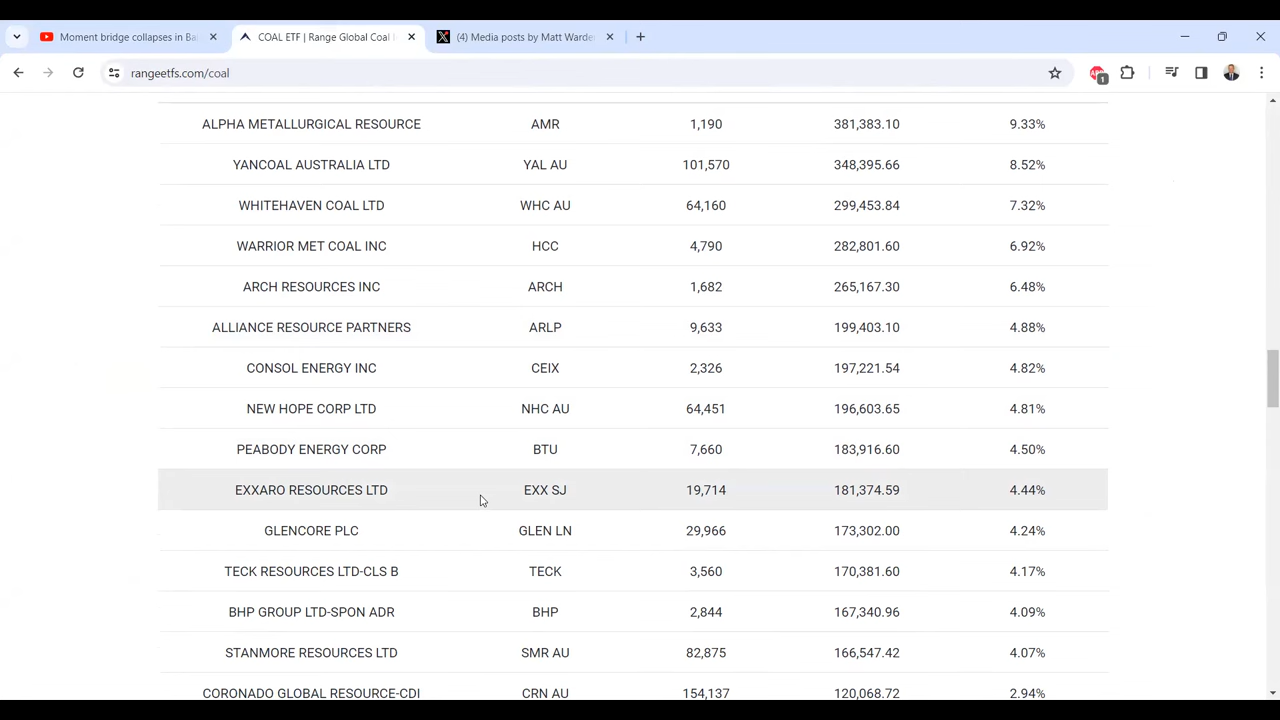 Moment bridge collapses in Bal
COAL ETF | Range Global Coal I
(4) Media posts by Matt Warde
rangeetfs.com/coal
1
ALPHA METALLURGICAL RESOURCE AMR 1,190 381,383.10 9.33%
YANCOAL AUSTRALIA LTD YAL AU 101,570 348,395.66 8.52%
WHITEHAVEN COAL LTD WHC AU 64,160 299,453.84 7.32%
WARRIOR MET COAL INC HCC 4,790 282,801.60 6.92%
ARCH RESOURCES INC ARCH 1,682 265,167.30 6.48%
ALLIANCE RESOURCE PARTNERS ARLP 9,633 199,403.10 4.88%
CONSOL ENERGY INC CEIX 2,326 197,221.54 4.82%
NEW HOPE CORP LTD NHC AU 64,451 196,603.65 4.81%
PEABODY ENERGY CORP BTU 7,660 183,916.60 4.50%
EXXARO RESOURCES LTD EXX SJ 19,714 181,374.59 4.44%
GLENCORE PLC GLEN LN 29,966 173,302.00 4.24%
TECK RESOURCES LTD-CLS B TECK 3,560 170,381.60 4.17%
BHP GROUP LTD-SPON ADR BHP 2,844 167,340.96 4.09%
STANMORE RESOURCES LTD SMR AU 82,875 166,547.42 4.07%
CORONADO GLOBAL RESOURCE-CDI CRN AU 154,137 120,068.72 2.94%